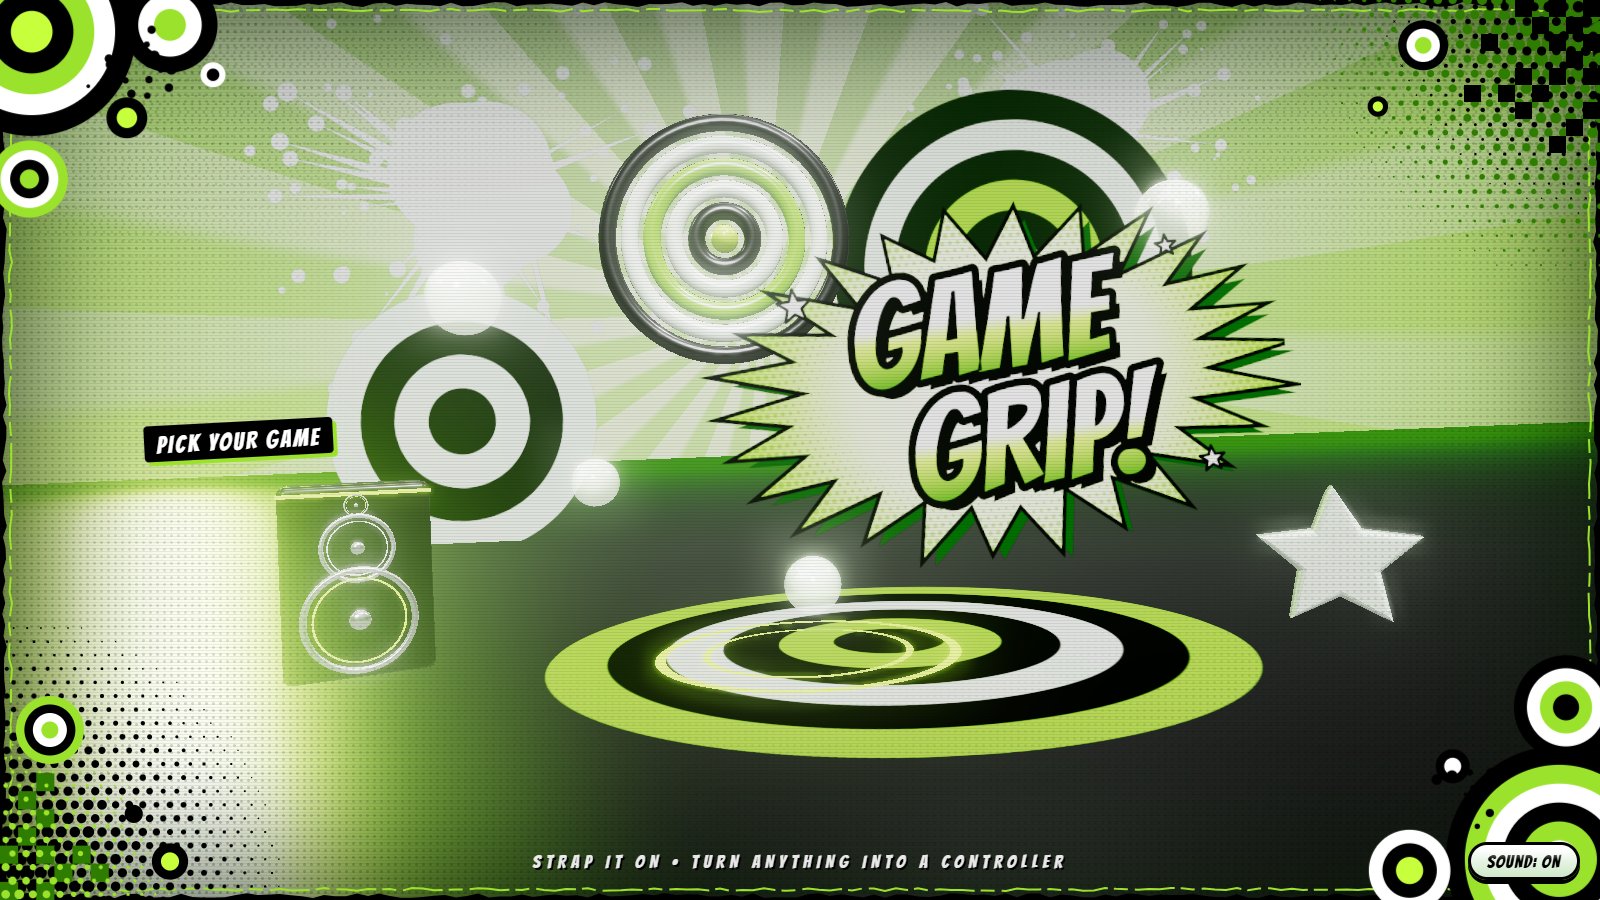 GAME
GRIP!
PICK YOUR GAME
STRAP IT ON • TURN ANYTHING INTO A CONTROLLER
SOUND: ON